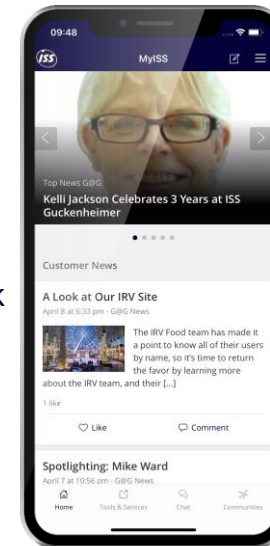 09:48
ISS
MyISS
Top News G@G
Kelli Jackson Celebrates 3 Years at ISS
Guckenheimer
Customer News
A Look at Our IRV Site
April 8 at 6:33 pm - G@G News
The IRV Food team has made it
a point to know all of their users
by name, so it's time to return
the favor by learning more
about the IRV team, and their [...]
1 like
Like
Comment
Spotlighting: Mike Ward
April 7 at 10:56 pm - G@G News
Home
Tools & Services
Chat
Communities